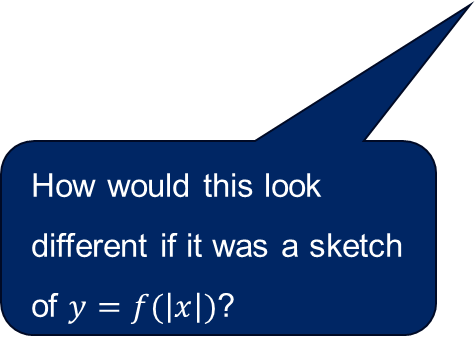 How would this look
different if it was a sketch
of 𝑦 = 𝑓(|𝑥|)?